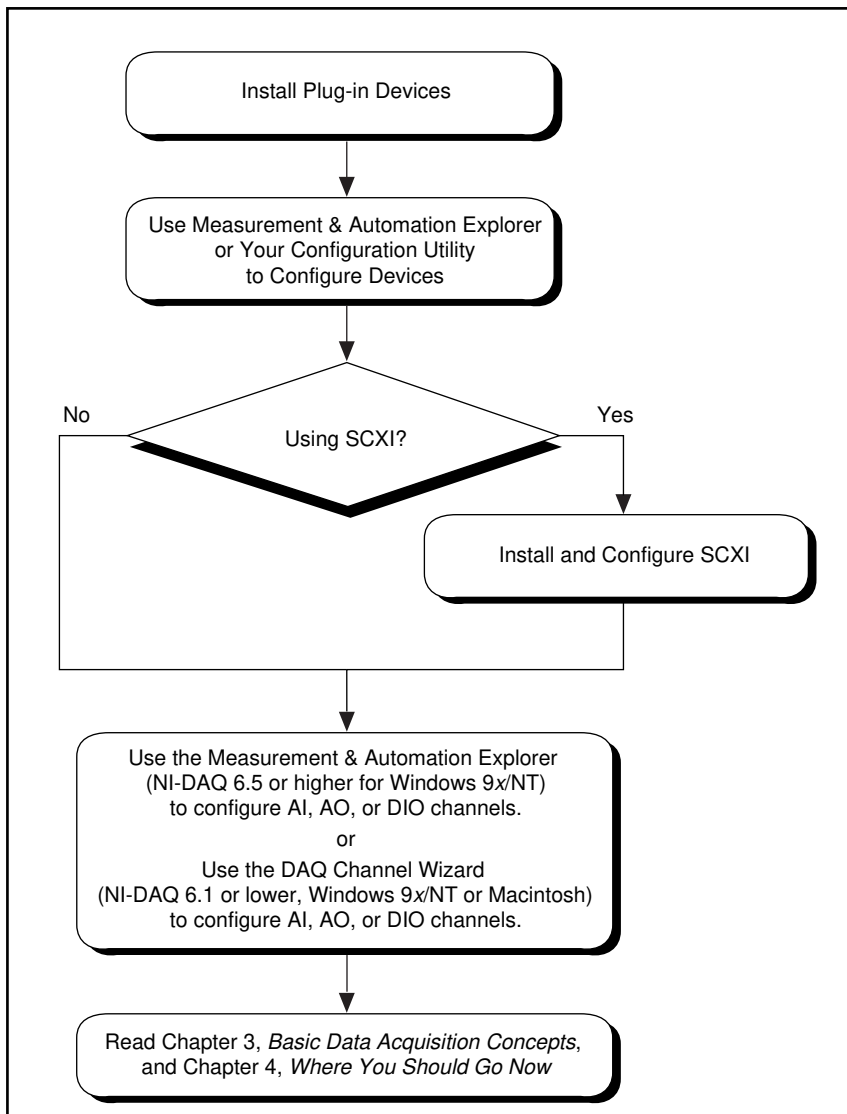 Install Plug-in Devices
Use Measurement & Automation Explorer
or Your Configuration Utility
to Configure Devices
No
Yes
Using SCXI?
Install and Configure SCXI
Use the Measurement & Automation Explorer
(NI-DAQ 6.5 or higher for Windows 9x/NT)
to configure AI, AO, or DIO channels.
or
Use the DAQ Channel Wizard
(NI-DAQ 6.1 or lower, Windows 9x/NT or Macintosh)
to configure AI, AO, or DIO channels.
Read Chapter 3, Basic Data Acquisition Concepts,
and Chapter 4, Where You Should Go Now